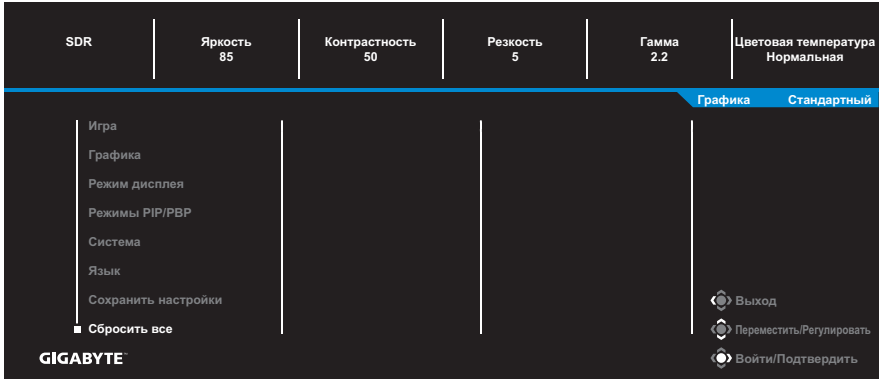 SDR
Яркость
85
Контрастность
50
Резкость
5
Гамма
2.2
Цветовая температура
Нормальная
Графика Стандартный
Игра
Графика
Режим дисплея
Режимы PIP/PBP
Система
Язык
Сохранить настройки
Сбросить все
Выход
Переместить/Регулировать
Войти/Подтвердить
GIGABYTE